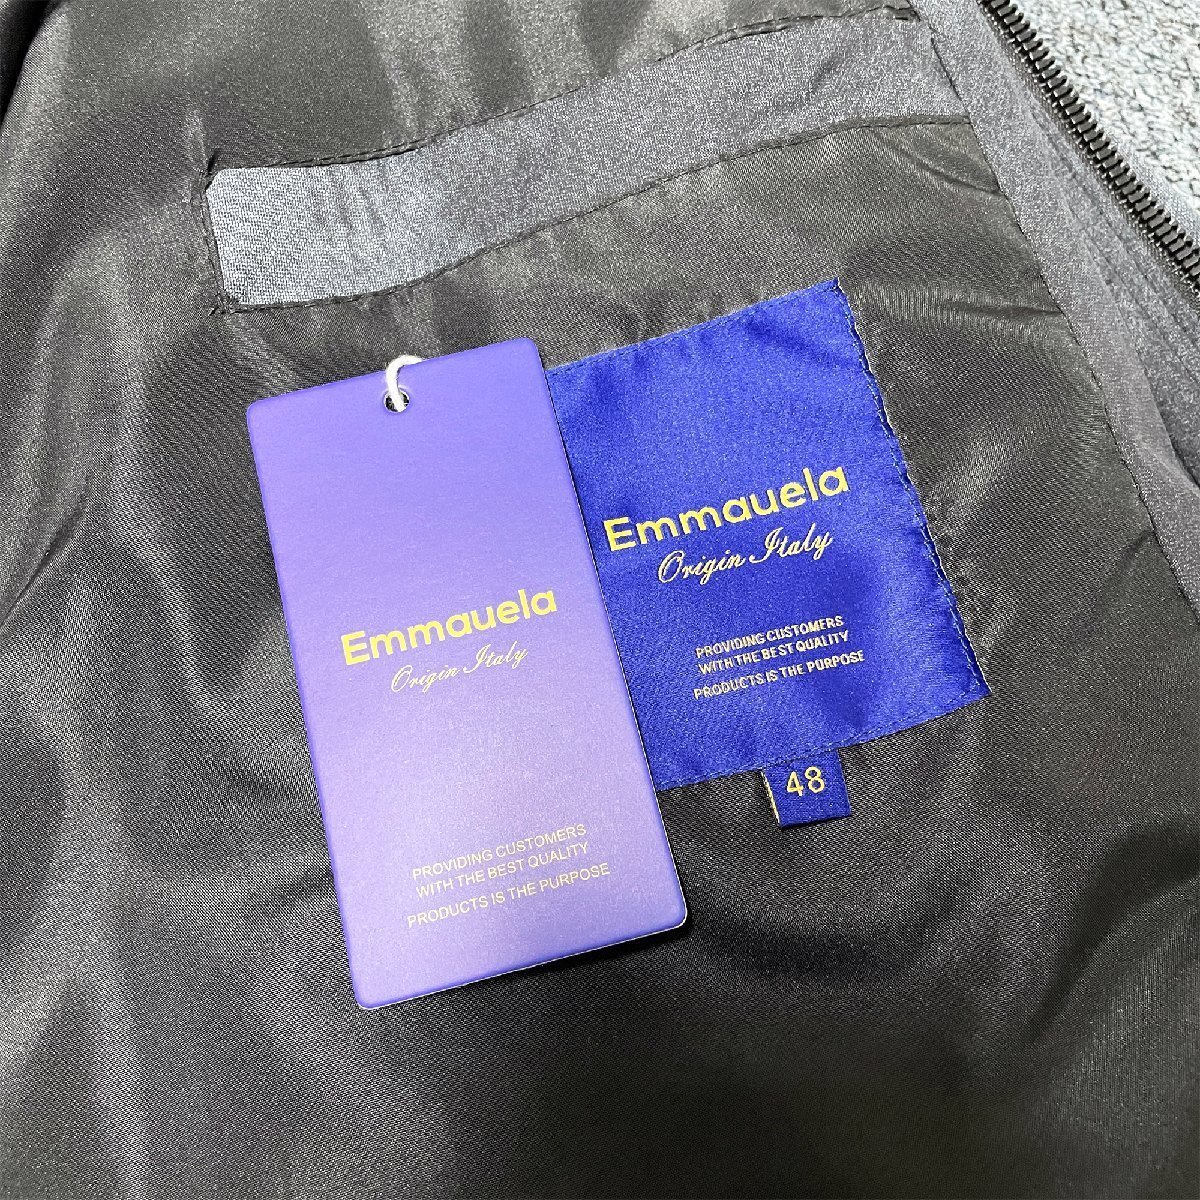 Emmauela
Origin Italy
PROVIDING CUSTOMERS
WITH THE BEST QUALITY
PRODUCTS IS THE PURPOSE
Emmauela
Origin Italy
PROVIDING CUSTOMERS
WITH THE BEST QUALITY
PRODUCTS IS THE PURPOSE
48